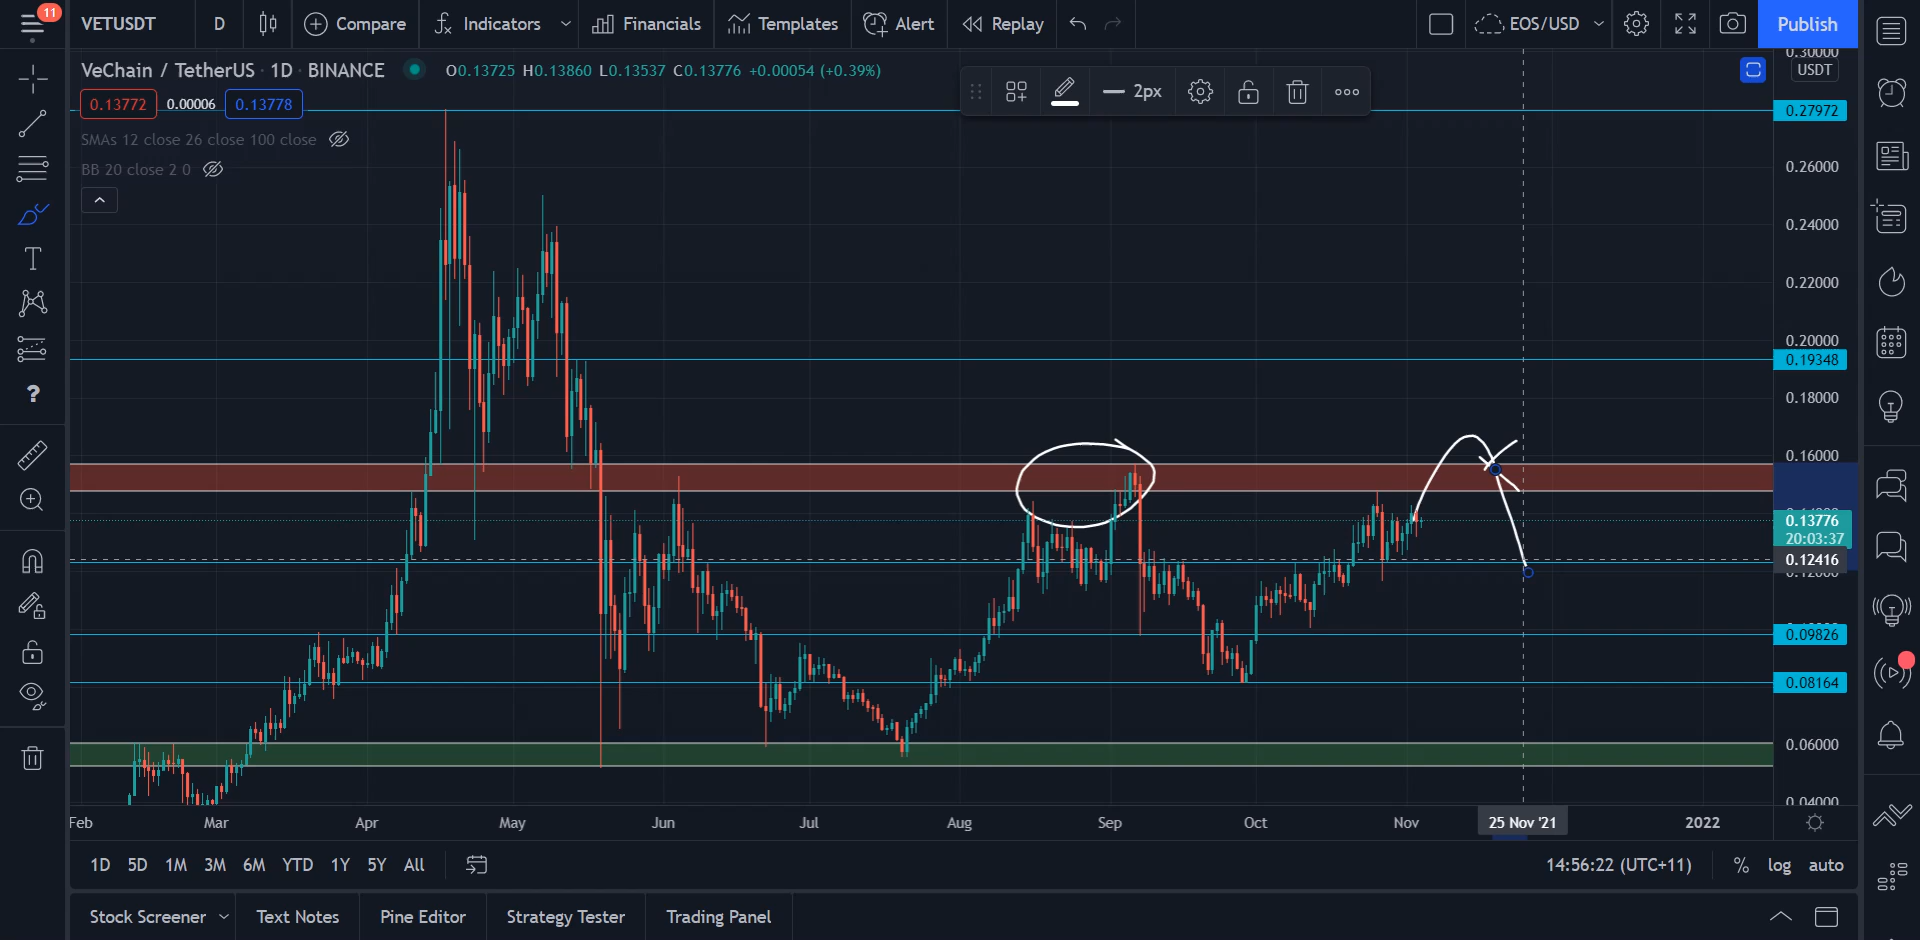 11
VETUSDT D Compare Indicators Financials Templates Alert Replay EOS/USD Publish
VeChain / TetherUS · 1D · BINANCE O0.13725 H0.13860 L0.13537 C0.13776 +0.00054 (+0.39%)
0.13772 0.00006 0.13778
SMAs 12 close 26 close 100 close
BB 20 close 2 0
2px
0.30000
USDT
0.27972
0.26000
0.24000
0.22000
0.20000
0.19348
0.18000
0.16000
0.13776
20:03:37
0.12416
0.12000
0.09826
0.08164
0.06000
0.04000
Feb Mar Apr May Jun Jul Aug Sep Oct Nov 25 Nov '21 2022
1D 5D 1M 3M 6M YTD 1Y 5Y All 14:56:22 (UTC+11) % log auto
Stock Screener Text Notes Pine Editor Strategy Tester Trading Panel